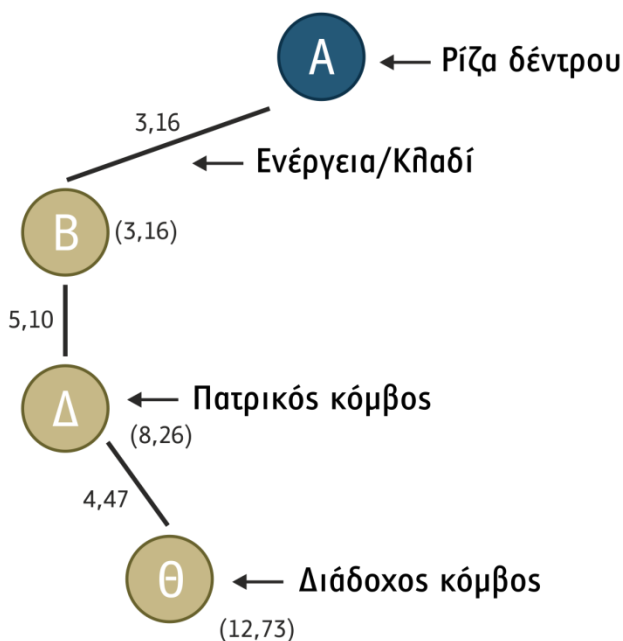 Α
Ρίζα δέντρου
3,16
Ενέργεια/Κλαδί
Β
(3,16)
5,10
Δ
Πατρικός κόμβος
(8,26)
4,47
Θ
Διάδοχος κόμβος
(12,73)